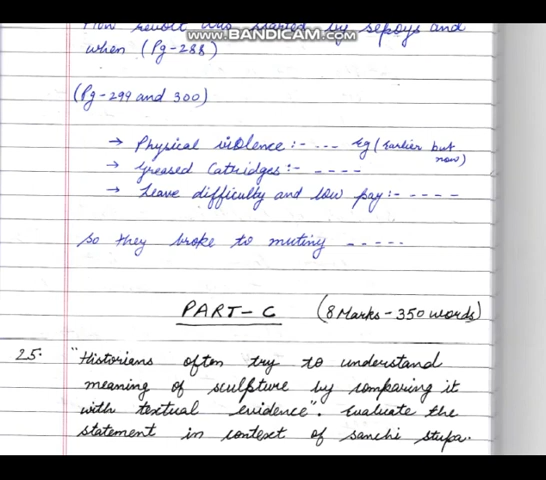 How revolt was started by sepoys and
www.BANDICAM.com
when (Pg-288)
(Pg-299 and 300)
→ Physical violence:- ... Eg (Earlier but
now)
→ Greased Cattridges:- ----
→ Leave difficulty and low pay:- ----
So they broke to mutiny -----
PART-C (8 Marks - 350 words)
25. "Historians often try to understand
meaning of sculpture by comparing it
with textual evidence". Evaluate the
statement in context of sanchi stupa.